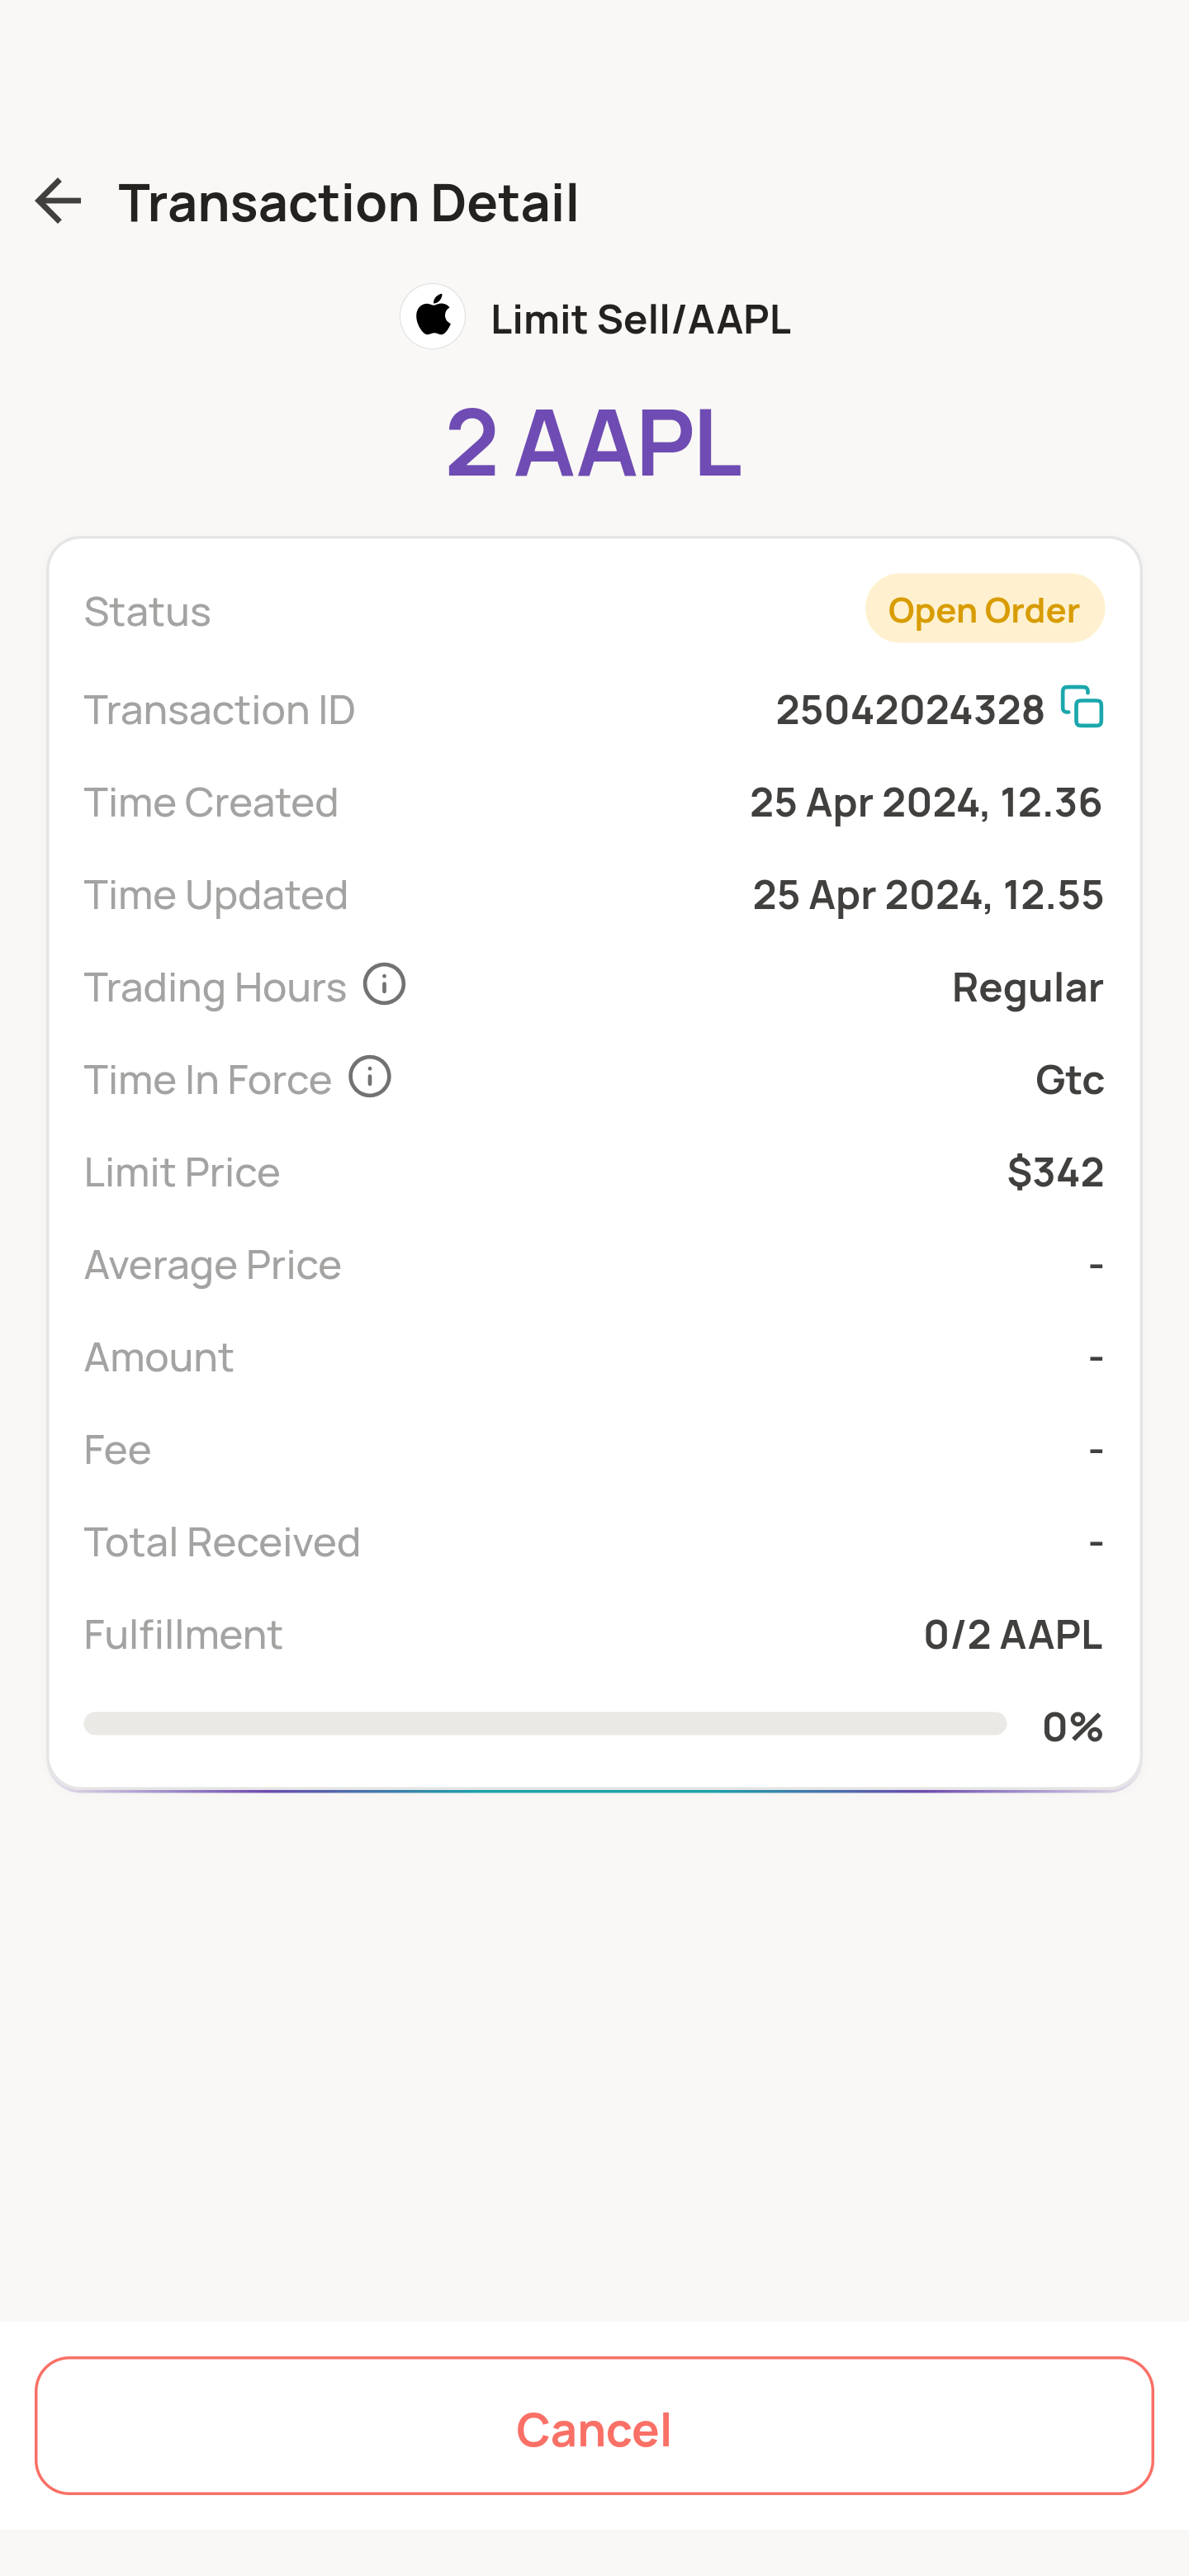 Transaction Detail
Limit Sell/AAPL
2 AAPL
Status Open Order
Transaction ID 25042024328
Time Created 25 Apr 2024, 12.36
Time Updated 25 Apr 2024, 12.55
Trading Hours Regular
Time In Force Gtc
Limit Price $342
Average Price -
Amount -
Fee -
Total Received -
Fulfillment 0/2 AAPL
0%
Cancel